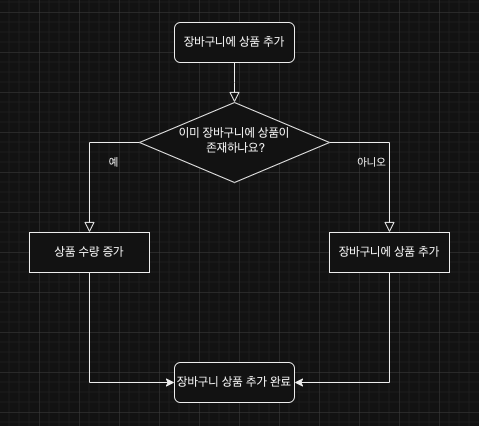 장바구니에 상품 추가
이미 장바구니에 상품이
존재하나요?
예
아니오
상품 수량 증가
장바구니에 상품 추가
장바구니 상품 추가 완료